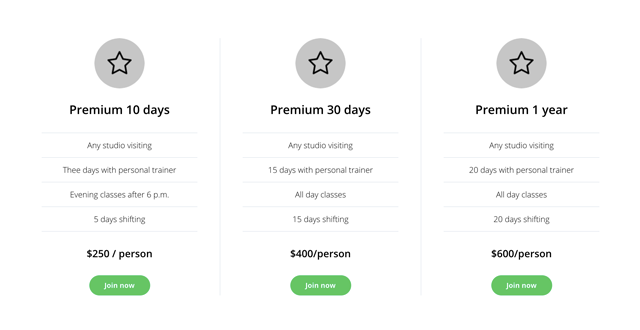 Premium 10 days
Any studio visiting
Thee days with personal trainer
Evening classes after 6 p.m.
5 days shifting
$250 / person
Join now
Premium 30 days
Any studio visiting
15 days with personal trainer
All day classes
15 days shifting
$400/person
Join now
Premium 1 year
Any studio visiting
20 days with personal trainer
All day classes
20 days shifting
$600/person
Join now